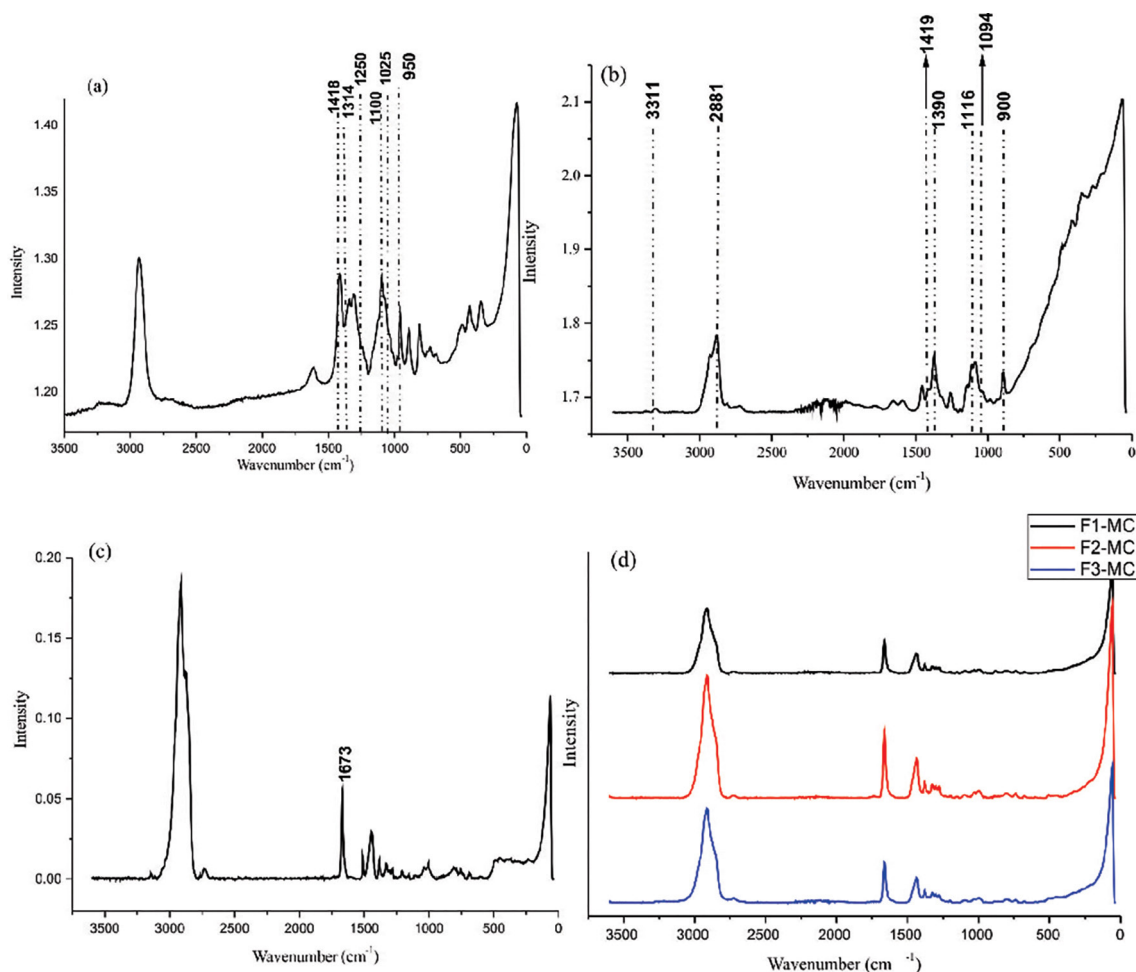 (a)
1418
1314
1250
1100
1025
950
Intensity
1.40
1.35
1.30
1.25
1.20
3500 3000 2500 2000 1500 1000 500 0
Wavenumber (cm⁻¹)
(b)
3311
2881
1419
1390
1116
1094
900
Intensity
2.1
2.0
1.9
1.8
1.7
3500 3000 2500 2000 1500 1000 500 0
Wavenumber (cm⁻¹)
(c)
1673
Intensity
0.20
0.15
0.10
0.05
0.00
3500 3000 2500 2000 1500 1000 500 0
Wavenumber (cm⁻¹)
(d)
F1-MC
F2-MC
F3-MC
Intensity
3500 3000 2500 2000 1500 1000 500 0
Wavenumber (cm⁻¹)